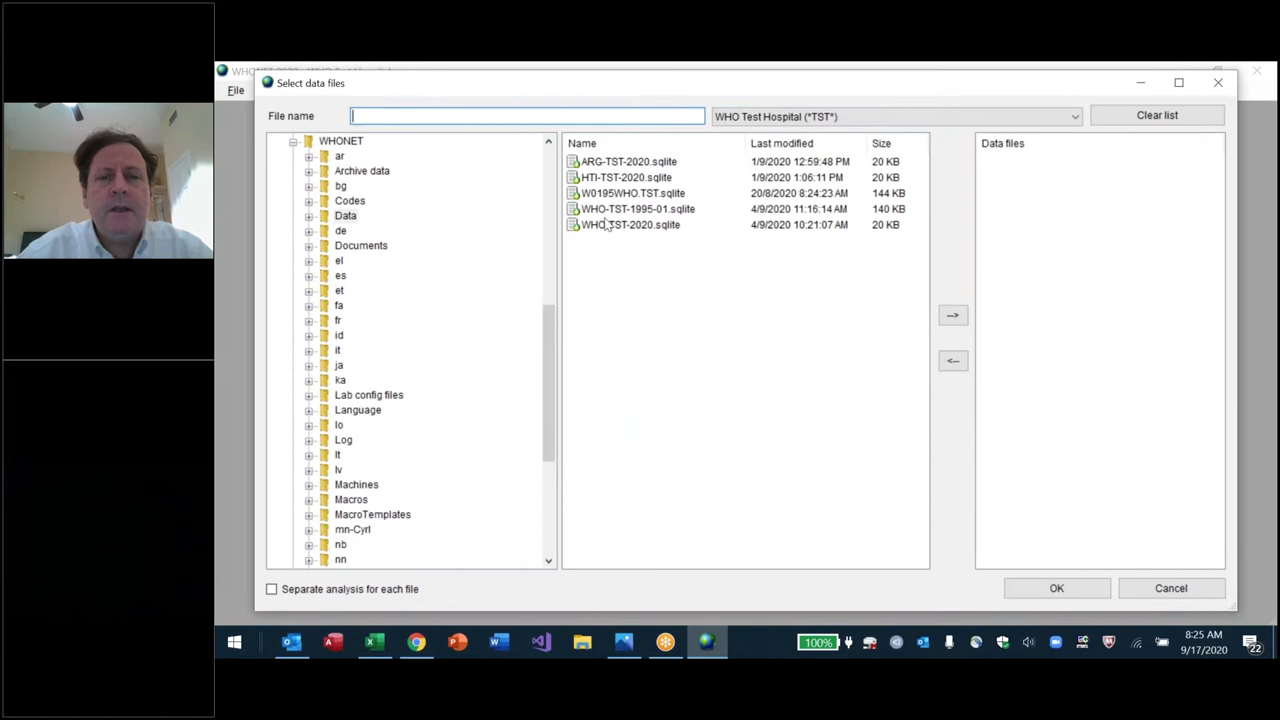 WHONET 2020 - WHO Test Hospital
File
Select data files
File name
WHO Test Hospital (*TST*)
Clear list
WHONET
ar
Archive data
bg
Codes
Data
de
Documents
el
es
et
fa
fr
id
it
ja
ka
Lab config files
Language
lo
Log
lt
lv
Machines
Macros
MacroTemplates
mn-Cyrl
nb
nn
Name Last modified Size
ARG-TST-2020.sqlite 1/9/2020 12:59:48 PM 20 KB
HTI-TST-2020.sqlite 1/9/2020 1:06:11 PM 20 KB
W0195WHO.TST.sqlite 20/8/2020 8:24:23 AM 144 KB
WHO-TST-1995-01.sqlite 4/9/2020 11:16:14 AM 140 KB
WHO-TST-2020.sqlite 4/9/2020 10:21:07 AM 20 KB
-->
<--
Data files
Separate analysis for each file
OK
Cancel
100%
8:25 AM
9/17/2020
22